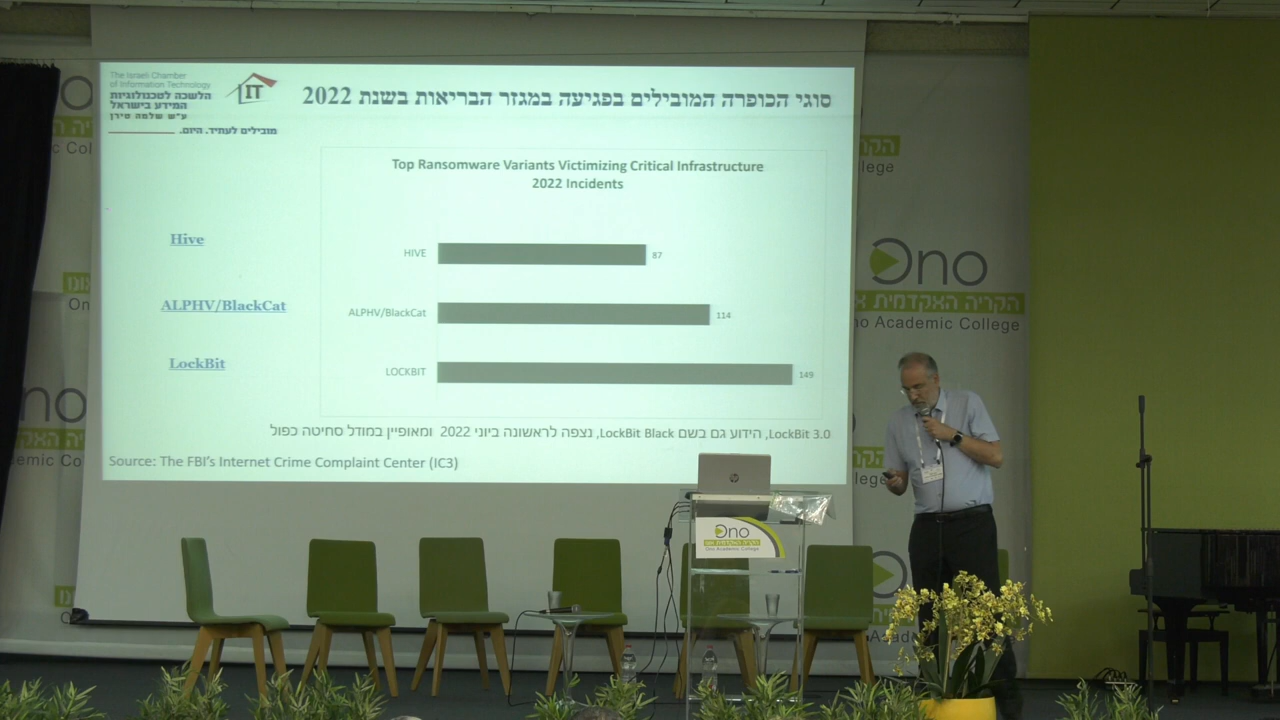 The Israeli Chamber
of Information Technology
הלשכה לטכנולוגיות
המידע בישראל
ע"ש שלמה טירן
מובילים לעתיד. היום.
IT
סוגי הכופרה המובילים בפגיעה במגזר הבריאות בשנת 2022
Top Ransomware Variants Victimizing Critical Infrastructure
2022 Incidents
Hive
ALPHV/BlackCat
LockBit
HIVE 87
ALPHV/BlackCat 114
LOCKBIT 149
LockBit 3.0, הידוע גם בשם LockBit Black, נצפה לראשונה ביוני 2022 ומאופיין במודל סחיטה כפול
Source: The FBI's Internet Crime Complaint Center (IC3)
Ono
הקריה האקדמית
Academic College
Ono
Ono Academic College